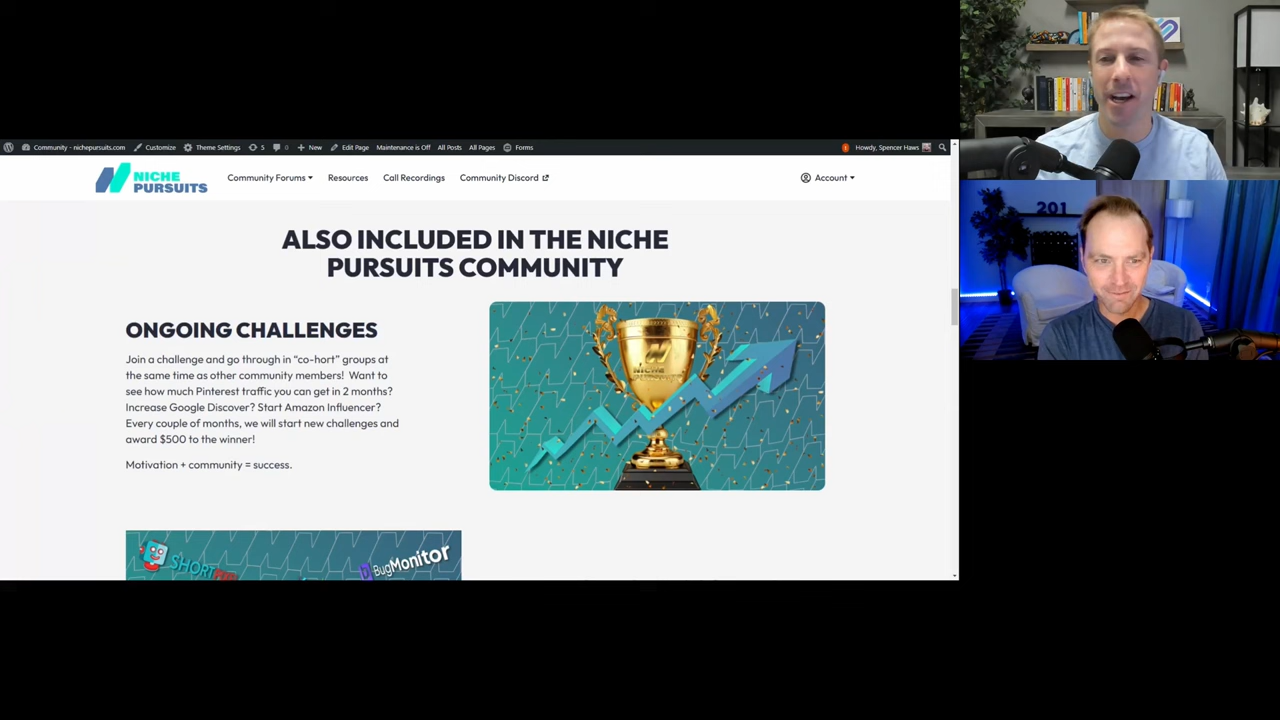 Community - nichepursuits.com Customize Theme Settings 5 0 New Edit Page Maintenance is Off All Posts All Pages Forms Howdy, Spencer Haws
NICHE
PURSUITS
Community Forums Resources Call Recordings Community Discord Account
ALSO INCLUDED IN THE NICHE
PURSUITS COMMUNITY
ONGOING CHALLENGES
Join a challenge and go through in “co-hort” groups at
the same time as other community members! Want to
see how much Pinterest traffic you can get in 2 months?
Increase Google Discover? Start Amazon Influencer?
Every couple of months, we will start new challenges and
award $500 to the winner!
Motivation + community = success.
NICHE
BugMonitor
201